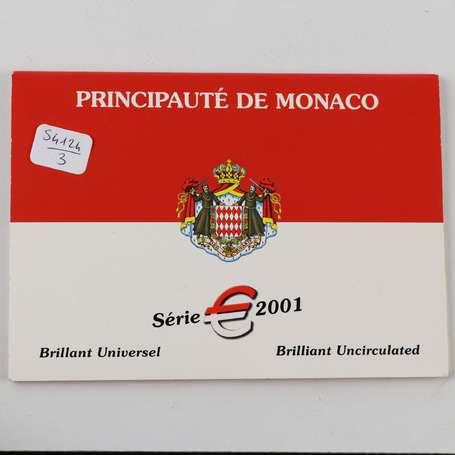 PRINCIPAUTÉ DE MONACO
S4124
3
Série € 2001
Brillant Universel
Brilliant Uncirculated